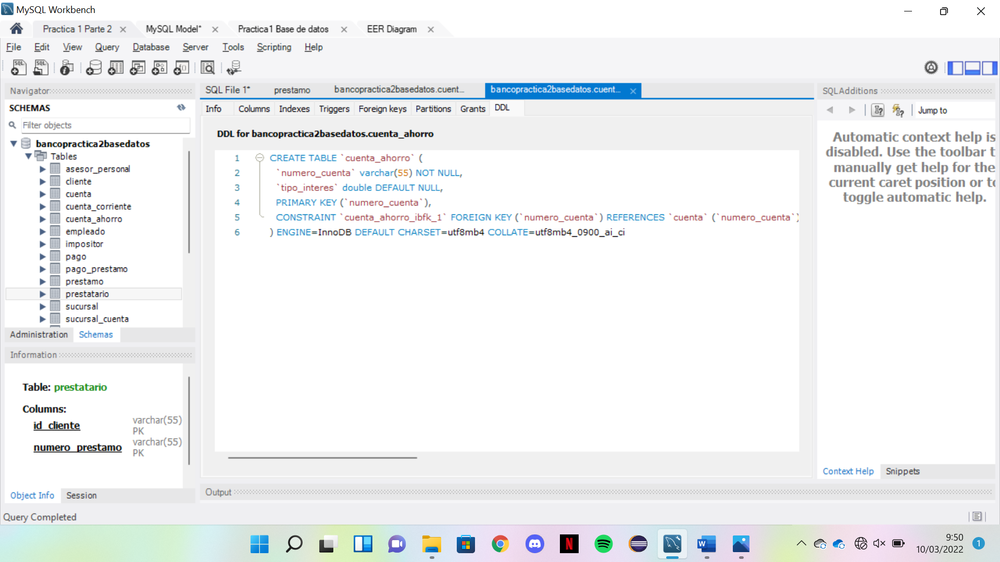 MySQL Workbench
Practica 1 Parte 2
MySQL Model*
Practica1 Base de datos
EER Diagram
File Edit View Query Database Server Tools Scripting Help
Navigator
SCHEMAS
Filter objects
bancopractica2basedatos
Tables
asesor_personal
cliente
cuenta
cuenta_corriente
cuenta_ahorro
empleado
impositor
pago
pago_prestamo
prestamo
prestatario
sucursal
sucursal_cuenta
Administration Schemas
Information
Table: prestatario
Columns:
id_cliente varchar(55) PK
numero_prestamo varchar(55) PK
Object Info Session
Query Completed
SQL File 1* prestamo bancopractica2basedatos.cuent... bancopractica2basedatos.cuent...
Info Columns Indexes Triggers Foreign keys Partitions Grants DDL
DDL for bancopractica2basedatos.cuenta_ahorro
1 CREATE TABLE `cuenta_ahorro` (
2 `numero_cuenta` varchar(55) NOT NULL,
3 `tipo_interes` double DEFAULT NULL,
4 PRIMARY KEY (`numero_cuenta`),
5 CONSTRAINT `cuenta_ahorro_ibfk_1` FOREIGN KEY (`numero_cuenta`) REFERENCES `cuenta` (`numero_cuenta`)
6 ) ENGINE=InnoDB DEFAULT CHARSET=utf8mb4 COLLATE=utf8mb4_0900_ai_ci
Output
SQLAdditions
Jump to
Automatic context help is
disabled. Use the toolbar t
manually get help for the
current caret position or to
toggle automatic help.
Context Help Snippets
9:50
10/03/2022
1